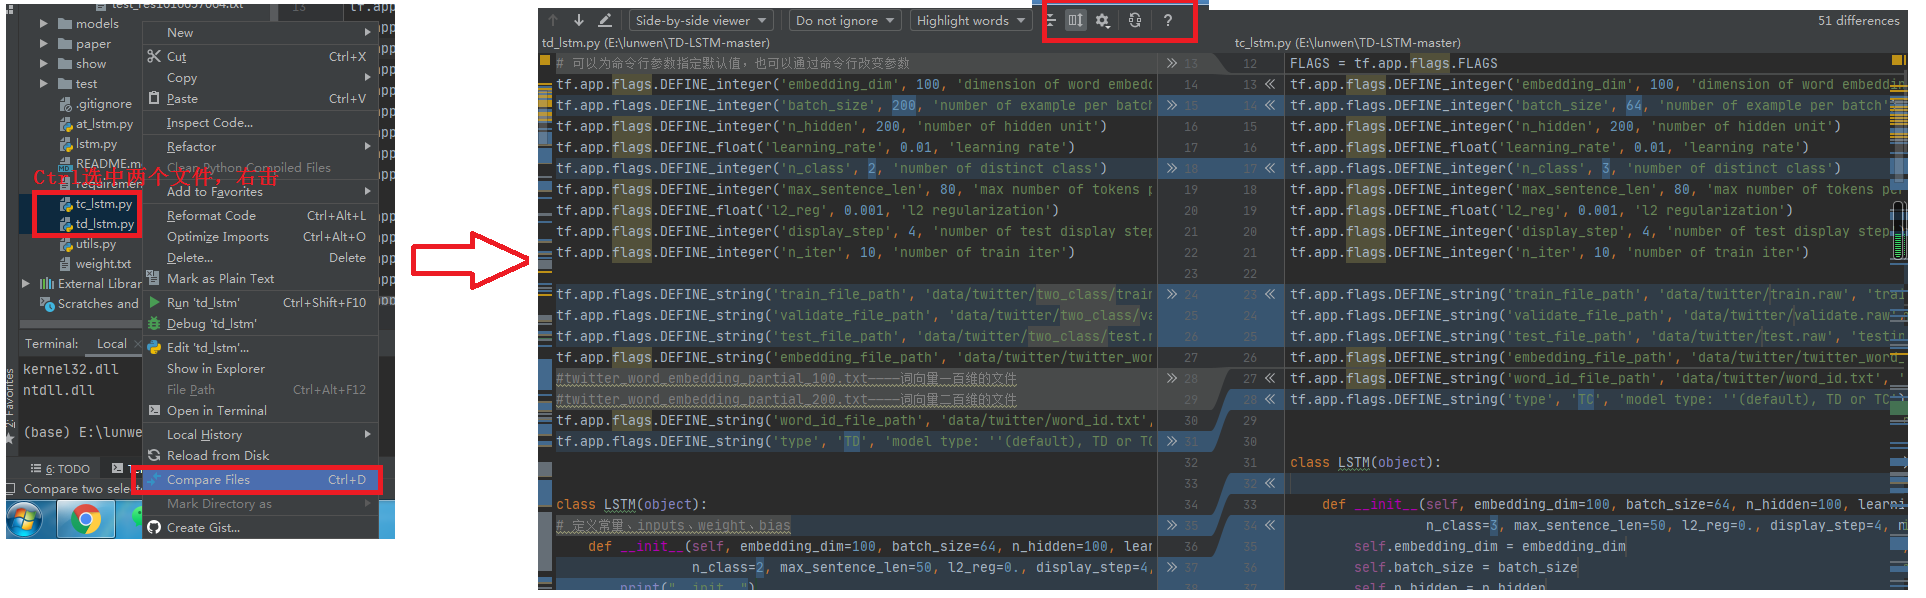 test_res1616657064.txt
models
paper
show
test
.gitignore
at_lstm.py
lstm.py
README.m
requiremen
tc_lstm.py
td_lstm.py
utils.py
weight.txt
External Librar
Scratches and
Ctrl选中两个文件，右击
Terminal: Local ×
kernel32.dll
ntdll.dll
(base) E:\lunwe
2: Favorites
6: TODO
Compare two selec
New
Cut Ctrl+X
Copy
Paste Ctrl+V
Inspect Code...
Refactor
Clean Python Compiled Files
Add to Favorites
Reformat Code Ctrl+Alt+L
Optimize Imports Ctrl+Alt+O
Delete... Delete
Mark as Plain Text
Run 'td_lstm' Ctrl+Shift+F10
Debug 'td_lstm'
Edit 'td_lstm'...
Show in Explorer
File Path Ctrl+Alt+F12
Open in Terminal
Local History
Reload from Disk
Compare Files Ctrl+D
Mark Directory as
Create Gist...
Side-by-side viewer Do not ignore Highlight words ? 51 differences
td_lstm.py (E:\lunwen\TD-LSTM-master)
# 可以为命令行参数指定默认值，也可以通过命令行改变参数 13
tf.app.flags.DEFINE_integer('embedding_dim', 100, 'dimension of word embedd 14
tf.app.flags.DEFINE_integer('batch_size', 200, 'number of example per batch 15
tf.app.flags.DEFINE_integer('n_hidden', 200, 'number of hidden unit') 16
tf.app.flags.DEFINE_float('learning_rate', 0.01, 'learning rate') 17
tf.app.flags.DEFINE_integer('n_class', 2, 'number of distinct class') 18
tf.app.flags.DEFINE_integer('max_sentence_len', 80, 'max number of tokens p 19
tf.app.flags.DEFINE_float('l2_reg', 0.001, 'l2 regularization') 20
tf.app.flags.DEFINE_integer('display_step', 4, 'number of test display step 21
tf.app.flags.DEFINE_integer('n_iter', 10, 'number of train iter') 22
23
tf.app.flags.DEFINE_string('train_file_path', 'data/twitter/two_class/train 24
tf.app.flags.DEFINE_string('validate_file_path', 'data/twitter/two_class/va 25
tf.app.flags.DEFINE_string('test_file_path', 'data/twitter/two_class/test.r 26
tf.app.flags.DEFINE_string('embedding_file_path', 'data/twitter/twitter_wor 27
#twitter_word_embedding_partial_100.txt————词向量一百维的文件 28
#twitter_word_embedding_partial_200.txt————词向量二百维的文件 29
tf.app.flags.DEFINE_string('word_id_file_path', 'data/twitter/word_id.txt', 30
tf.app.flags.DEFINE_string('type', 'TD', 'model type: ''(default), TD or TC 31
32
33
class LSTM(object): 34
# 定义常量、inputs、weight、bias 35
def __init__(self, embedding_dim=100, batch_size=64, n_hidden=100, lear 36
n_class=2, max_sentence_len=50, l2_reg=0., display_step=4, 37
print("__init__") 38
tc_lstm.py (E:\lunwen\TD-LSTM-master)
12 FLAGS = tf.app.flags.FLAGS
13 tf.app.flags.DEFINE_integer('embedding_dim', 100, 'dimension of word embedding
14 tf.app.flags.DEFINE_integer('batch_size', 64, 'number of example per batch'
15 tf.app.flags.DEFINE_integer('n_hidden', 200, 'number of hidden unit')
16 tf.app.flags.DEFINE_float('learning_rate', 0.01, 'learning rate')
17 tf.app.flags.DEFINE_integer('n_class', 3, 'number of distinct class')
18 tf.app.flags.DEFINE_integer('max_sentence_len', 80, 'max number of tokens p
19 tf.app.flags.DEFINE_float('l2_reg', 0.001, 'l2 regularization')
20 tf.app.flags.DEFINE_integer('display_step', 4, 'number of test display step
21 tf.app.flags.DEFINE_integer('n_iter', 10, 'number of train iter')
22
23 tf.app.flags.DEFINE_string('train_file_path', 'data/twitter/train.raw', 'trai
24 tf.app.flags.DEFINE_string('validate_file_path', 'data/twitter/validate.raw'
25 tf.app.flags.DEFINE_string('test_file_path', 'data/twitter/test.raw', 'testin
26 tf.app.flags.DEFINE_string('embedding_file_path', 'data/twitter/twitter_word_
27 tf.app.flags.DEFINE_string('word_id_file_path', 'data/twitter/word_id.txt', '
28 tf.app.flags.DEFINE_string('type', 'TC', 'model type: ''(default), TD or TC')
29
30
31 class LSTM(object):
32
33 def __init__(self, embedding_dim=100, batch_size=64, n_hidden=100, learni
34 n_class=3, max_sentence_len=50, l2_reg=0., display_step=4, n
35 self.embedding_dim = embedding_dim
36 self.batch_size = batch_size
37 self.n_hidden = n_hidden